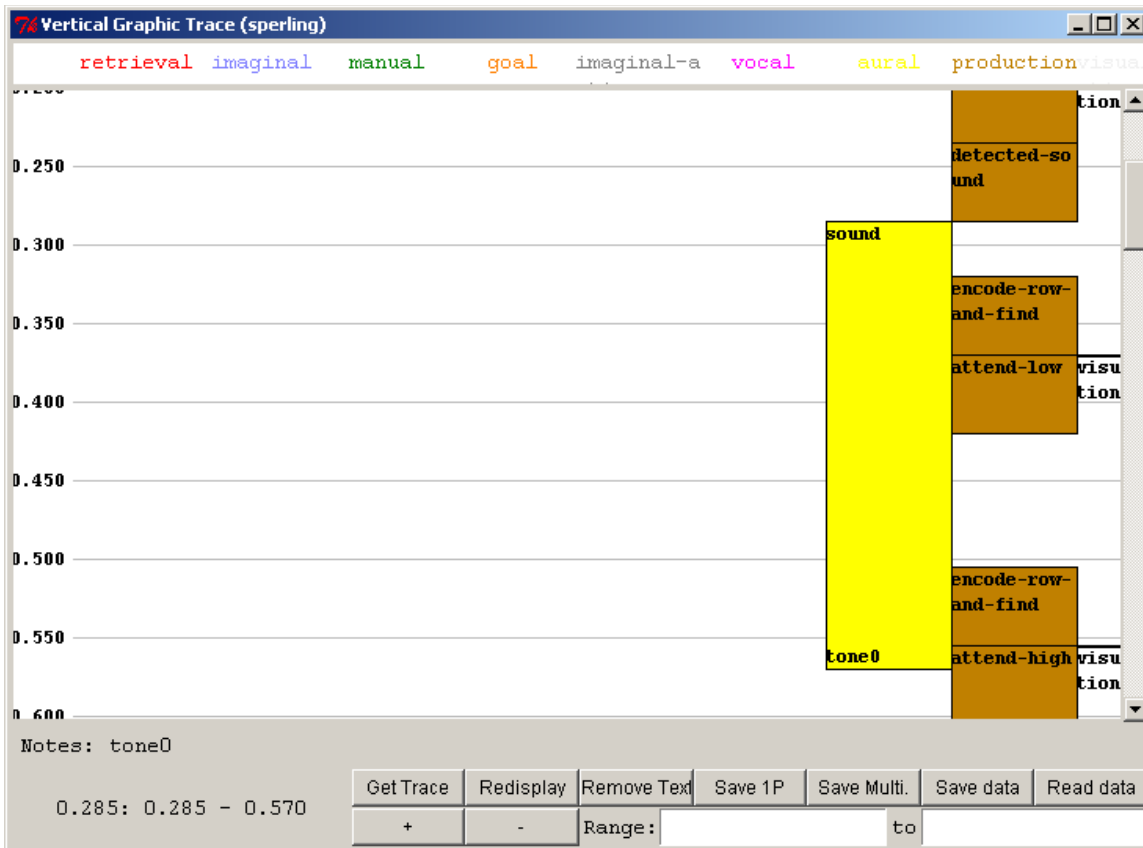 Vertical Graphic Trace (sperling)
retrieval imaginal manual goal imaginal-a vocal aural production visua
tion
0.250
detected-so
und
0.300
sound
encode-row-
and-find
0.350
attend-low visu
0.400
tion
0.450
0.500
encode-row-
and-find
0.550
tone0 attend-high visu
tion
0.600
Notes: tone0
Get Trace Redisplay Remove Text Save 1P Save Multi. Save data Read data
0.285: 0.285 - 0.570
+ - Range: to